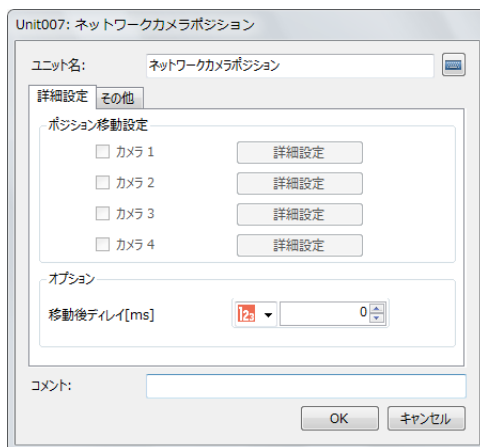 Unit007: ネットワークカメラポジション
ユニット名: ネットワークカメラポジション
詳細設定 その他
ポジション移動設定
カメラ 1 詳細設定
カメラ 2 詳細設定
カメラ 3 詳細設定
カメラ 4 詳細設定
オプション
移動後ディレイ[ms] 123 0
コメント:
OK キャンセル